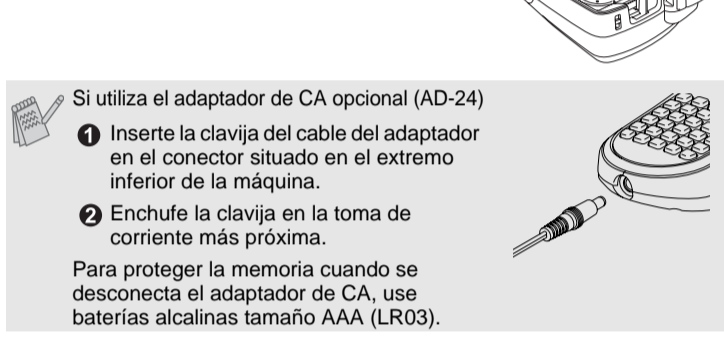 Si utiliza el adaptador de CA opcional (AD-24)
1 Inserte la clavija del cable del adaptador
en el conector situado en el extremo
inferior de la máquina.
2 Enchufe la clavija en la toma de
corriente más próxima.
Para proteger la memoria cuando se
desconecta el adaptador de CA, use
baterías alcalinas tamaño AAA (LR03).